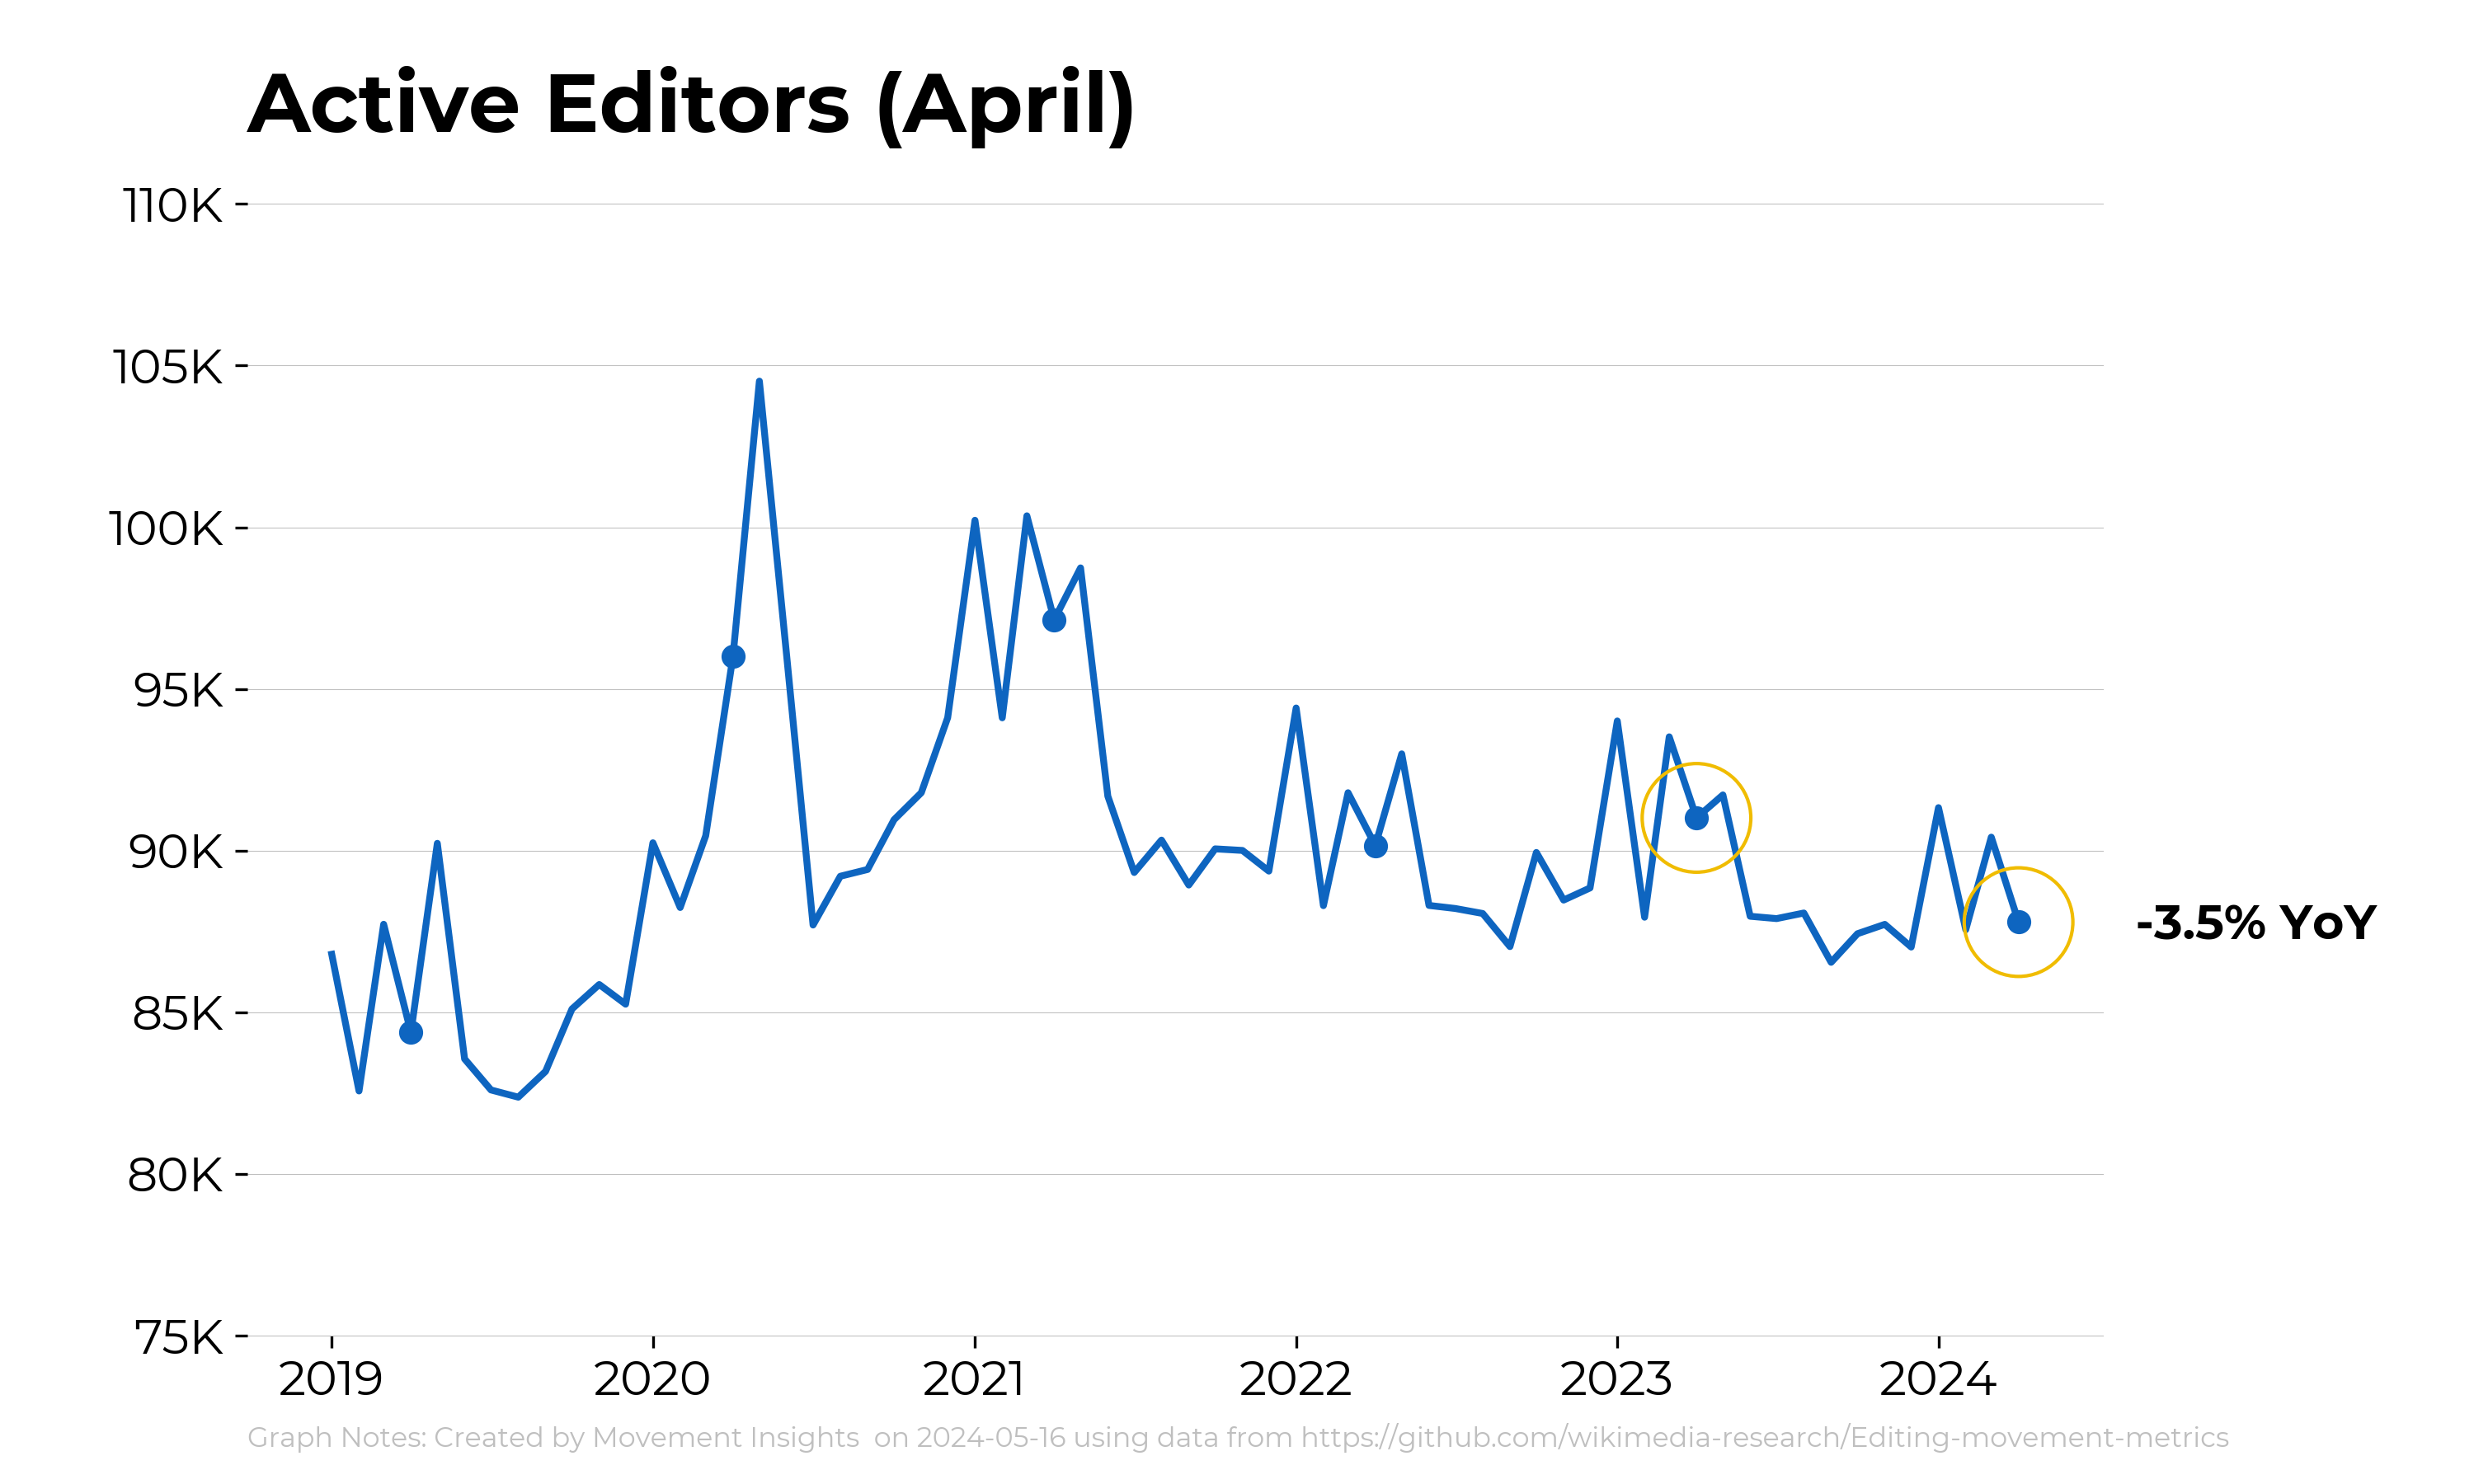 Active Editors (April)
110K
105K
100K
95K
90K
85K
-3.5% YoY
80K
75K
2019 2020 2021 2022 2023 2024
Graph Notes: Created by Movement Insights  on 2024-05-16 using data from https://github.com/wikimedia-research/Editing-movement-metrics